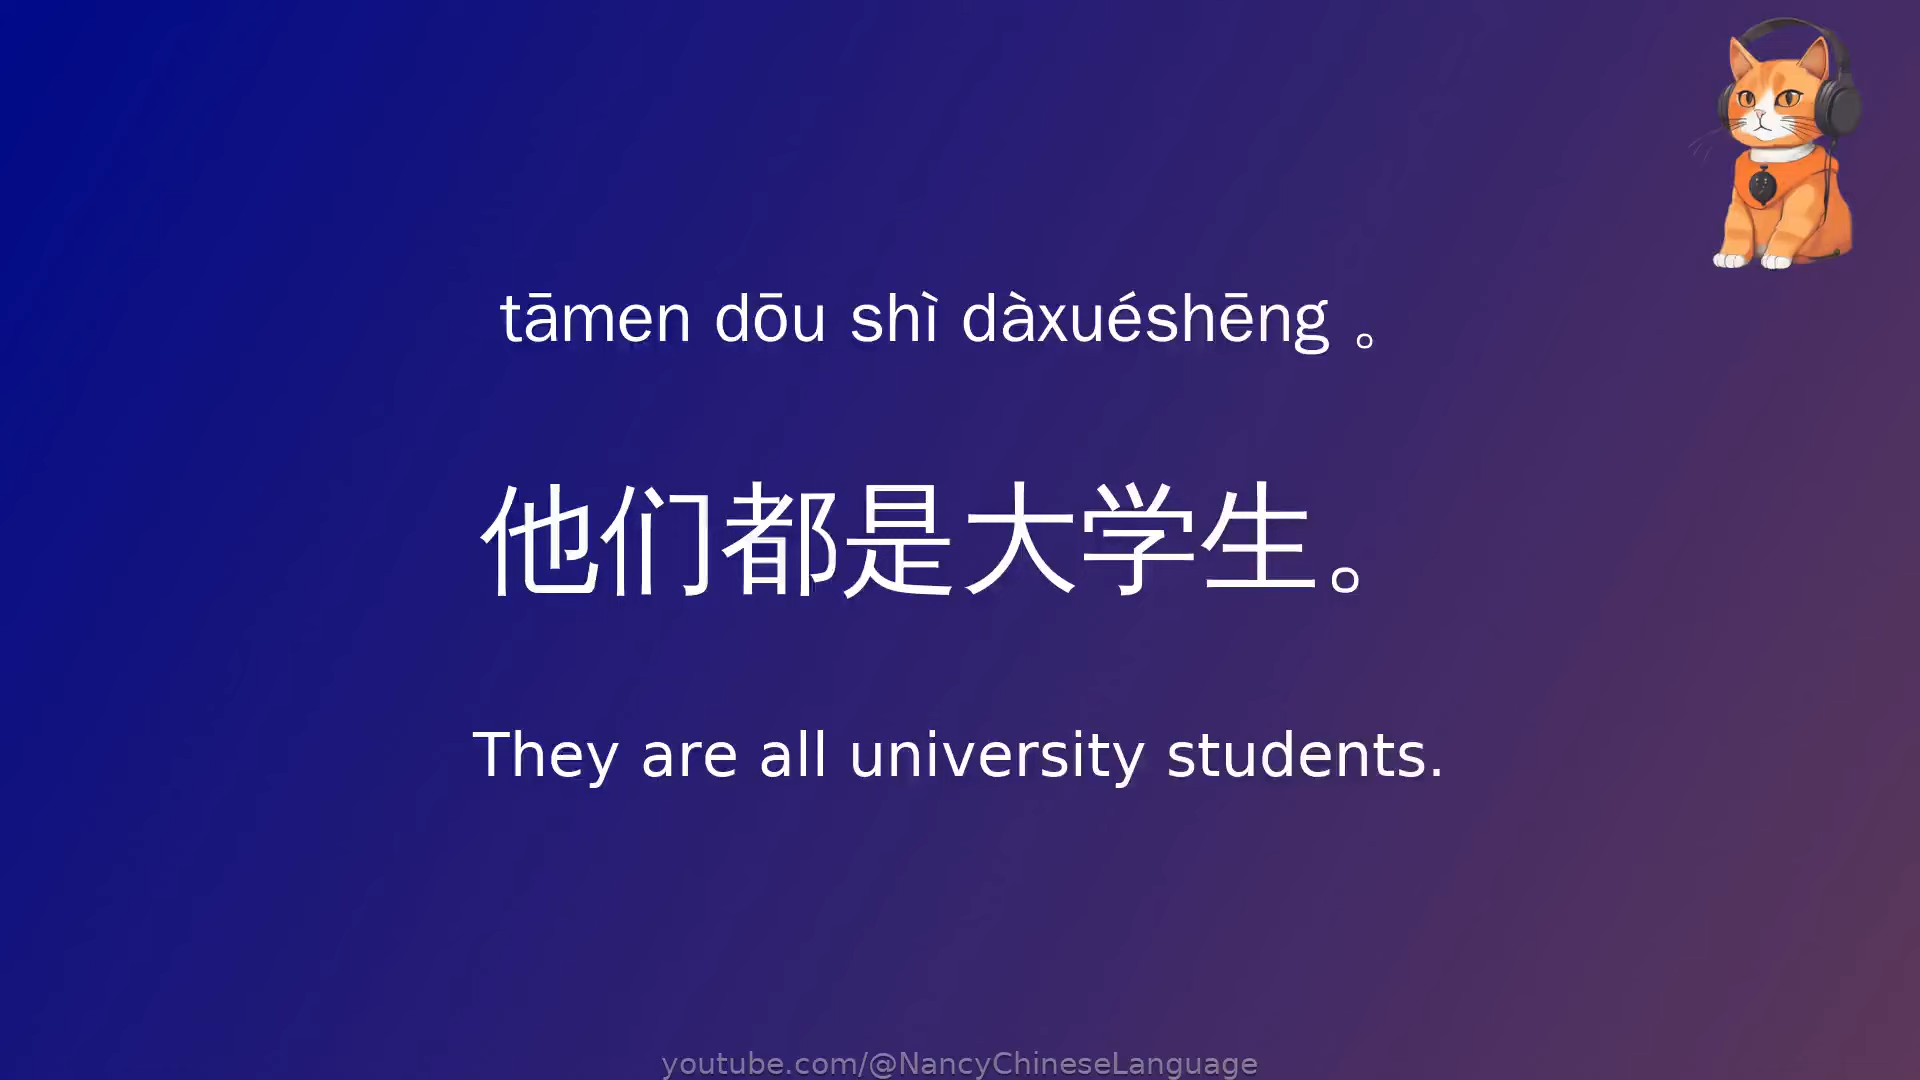 tāmen dōu shì dàxuéshēng 。
他们都是大学生。
They are all university students.
youtube.com/@NancyChineseLanguage